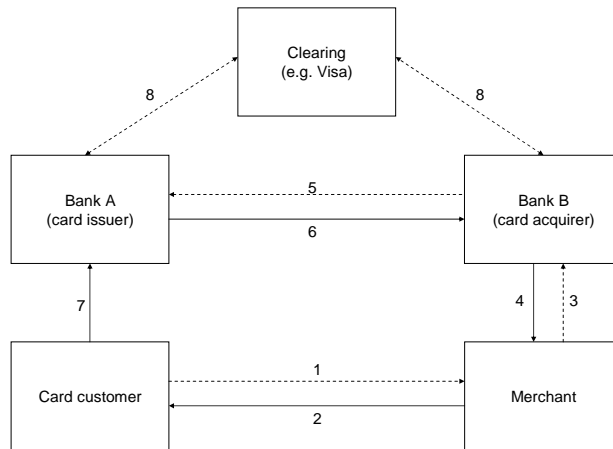 Clearing
(e.g. Visa)
8
8
Bank A
(card issuer)
5
6
Bank B
(card acquirer)
7
4
3
Card customer
1
2
Merchant